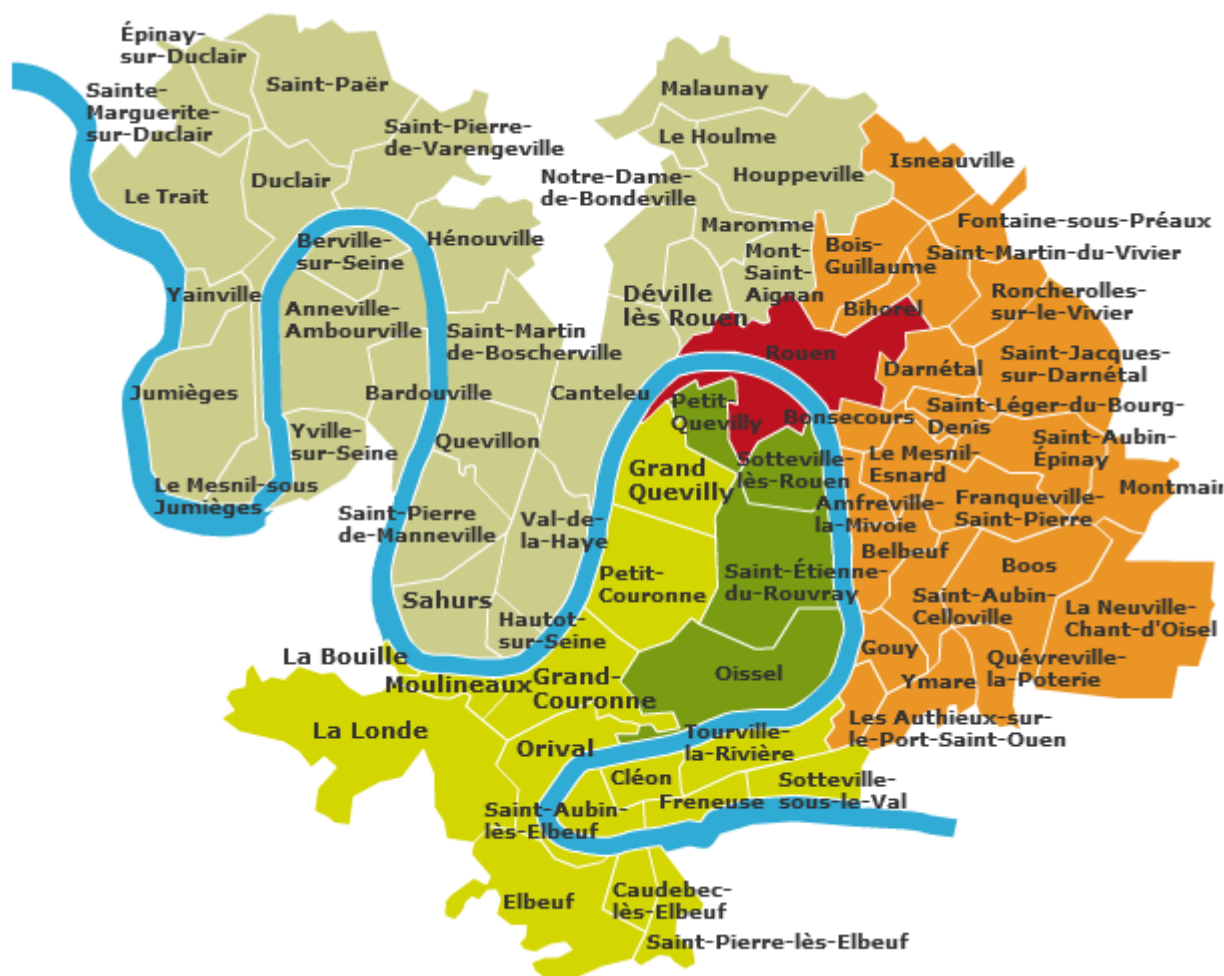 Épinay-
sur-Duclair
Saint-Paër
Sainte-
Marguerite-
sur-Duclair
Saint-Pierre-
de-Varengeville
Le Trait
Duclair
Malaunay
Le Houlme
Houppeville
Notre-Dame-
de-Bondeville
Maromme
Mont-
Saint-
Aignan
Isneauville
Fontaine-sous-Préaux
Bois-
Guillaume
Saint-Martin-du-Vivier
Berville-
sur-Seine
Hénouville
Yainville
Anneville-
Ambourville
Déville
lès Rouen
Bihorel
Roncherolles-
sur-le-Vivier
Saint-Martin
de-Boscherville
Rouen
Darnétal
Saint-Jacques-
sur-Darnétal
Jumièges
Bardouville
Canteleu
Petit-
Quevilly
Bonsecours
Saint-Léger-du-Bourg-
Denis
Yville-
sur-Seine
Quevillon
Grand
Quevilly
Sotteville-
lès-Rouen
Le Mesnil-
Esnard
Saint-Aubin-
Épinay
Le Mesnil-sous
Jumièges
Saint-Pierre
de-Manneville
Val-de-
la-Haye
Amfreville-
la-Mivoie
Franqueville-
Saint-Pierre
Montmain
Belbeuf
Boos
Petit-
Couronne
Saint-Étienne-
du-Rouvray
Saint-Aubin-
Celloville
La Neuville-
Chant-d'Oisel
Sahurs
Hautot-
sur-Seine
La Bouille
Moulineaux
Grand-
Couronne
Oissel
Gouy
Ymare
Quévreville-
la-Poterie
La Londe
Orival
Tourville-
la-Rivière
Les Authieux-sur-
le-Port-Saint-Ouen
Cléon
Freneuse
Sotteville-
sous-le-Val
Saint-Aubin-
lès-Elbeuf
Elbeuf
Caudebec-
lès-Elbeuf
Saint-Pierre-lès-Elbeuf